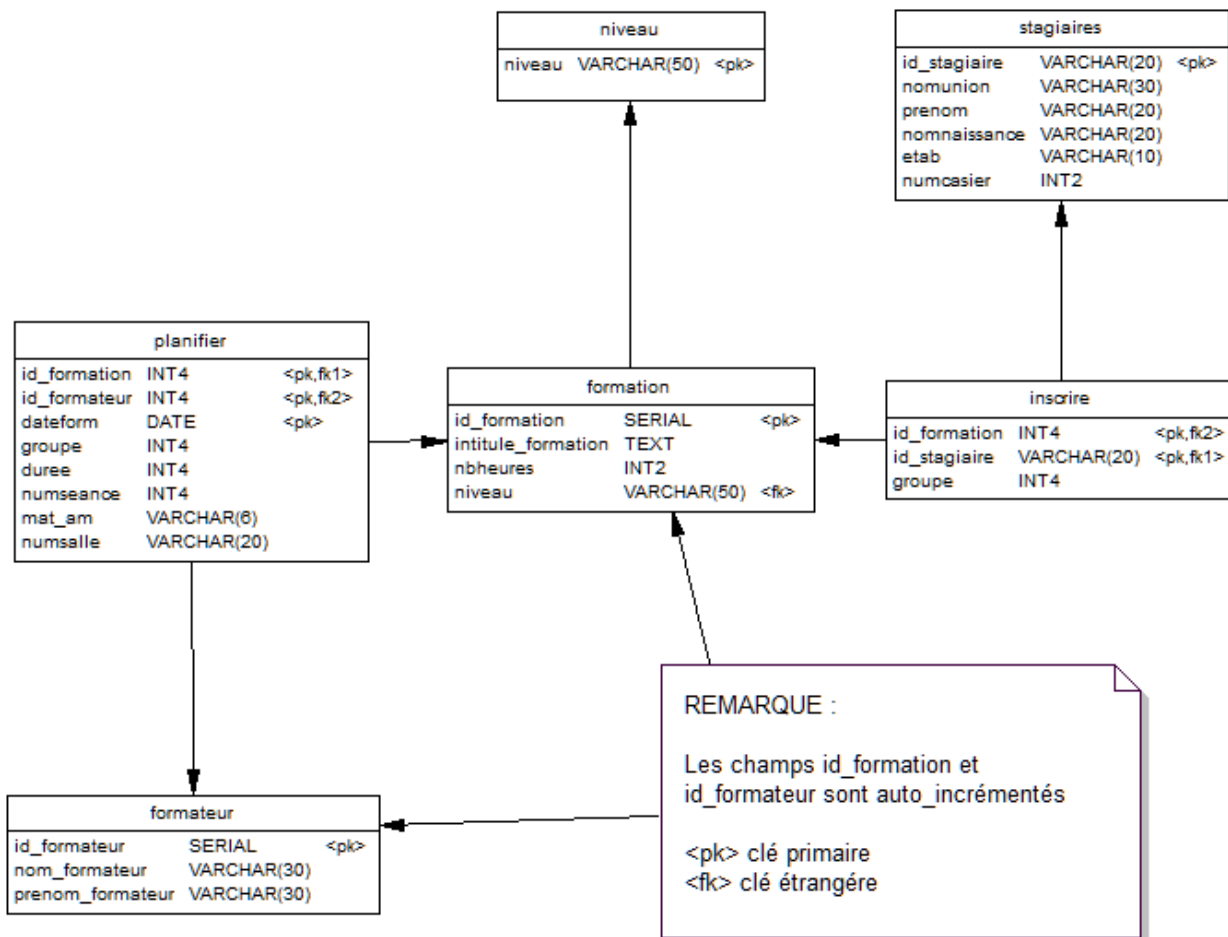 niveau
niveau VARCHAR(50) <pk>
stagiaires
id_stagiaire VARCHAR(20) <pk>
nomunion VARCHAR(30)
prenom VARCHAR(20)
nomnaissance VARCHAR(20)
etab VARCHAR(10)
numcasier INT2
planifier
id_formation INT4 <pk,fk1>
id_formateur INT4 <pk,fk2>
dateform DATE <pk>
groupe INT4
duree INT4
numseance INT4
mat_am VARCHAR(6)
numsalle VARCHAR(20)
formation
id_formation SERIAL <pk>
intitule_formation TEXT
nbheures INT2
niveau VARCHAR(50) <fk>
inscrire
id_formation INT4 <pk,fk2>
id_stagiaire VARCHAR(20) <pk,fk1>
groupe INT4
formateur
id_formateur SERIAL <pk>
nom_formateur VARCHAR(30)
prenom_formateur VARCHAR(30)
REMARQUE :
Les champs id_formation et
id_formateur sont auto_incrémentés
<pk> clé primaire
<fk> clé étrangére